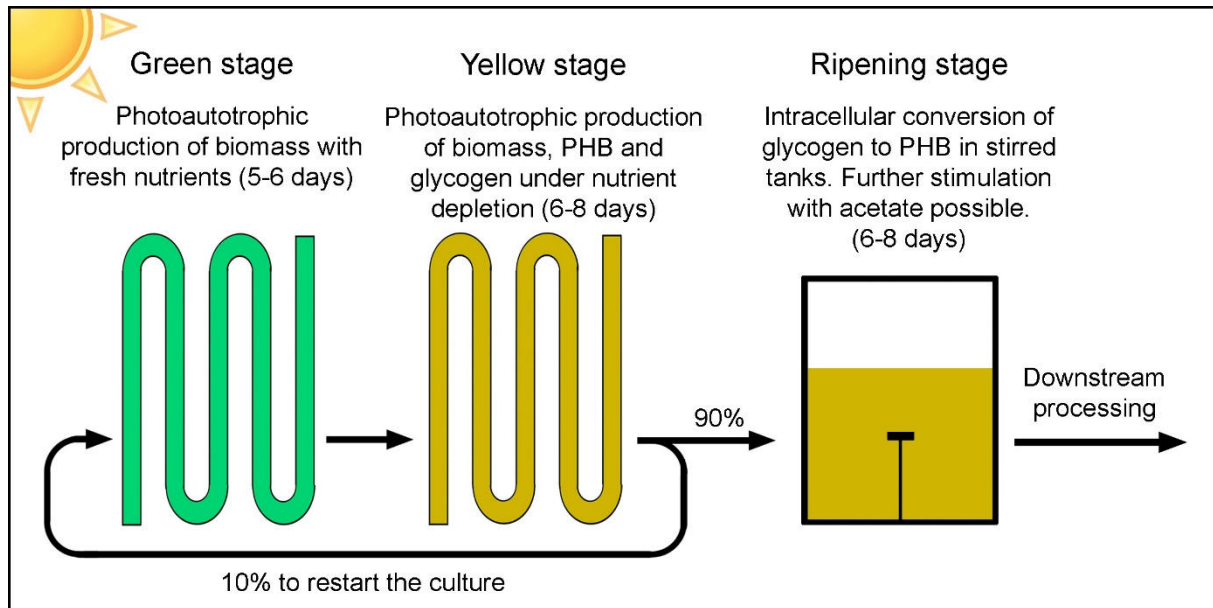 Green stage
Photoautotrophic
production of biomass with
fresh nutrients (5-6 days)
Yellow stage
Photoautotrophic production
of biomass, PHB and
glycogen under nutrient
depletion (6-8 days)
Ripening stage
Intracellular conversion of
glycogen to PHB in stirred
tanks. Further stimulation
with acetate possible.
(6-8 days)
90%
Downstream
processing
10% to restart the culture